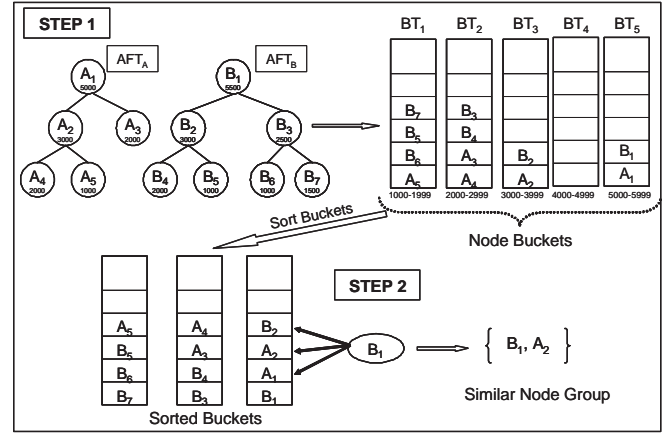 STEP 1
BT1 BT2 BT3 BT4 BT5
AFTA AFTB
A1 5000
B1 5500
A2 3000
A3 2000
B2 3000
B3 2500
A4 2000
A5 1000
B4 2000
B5 1000
B6 1000
B7 1500
B7 B3
B5 B4
B6 A3 B2 B1
A5 A4 A2 A1
1000-1999 2000-2999 3000-3999 4000-4999 5000-5999
Sort Buckets
Node Buckets
STEP 2
A5 A4 B2
B5 A3 A2
B6 B4 A1
B7 B3 B1
B1
{ B1, A2 }
Similar Node Group
Sorted Buckets